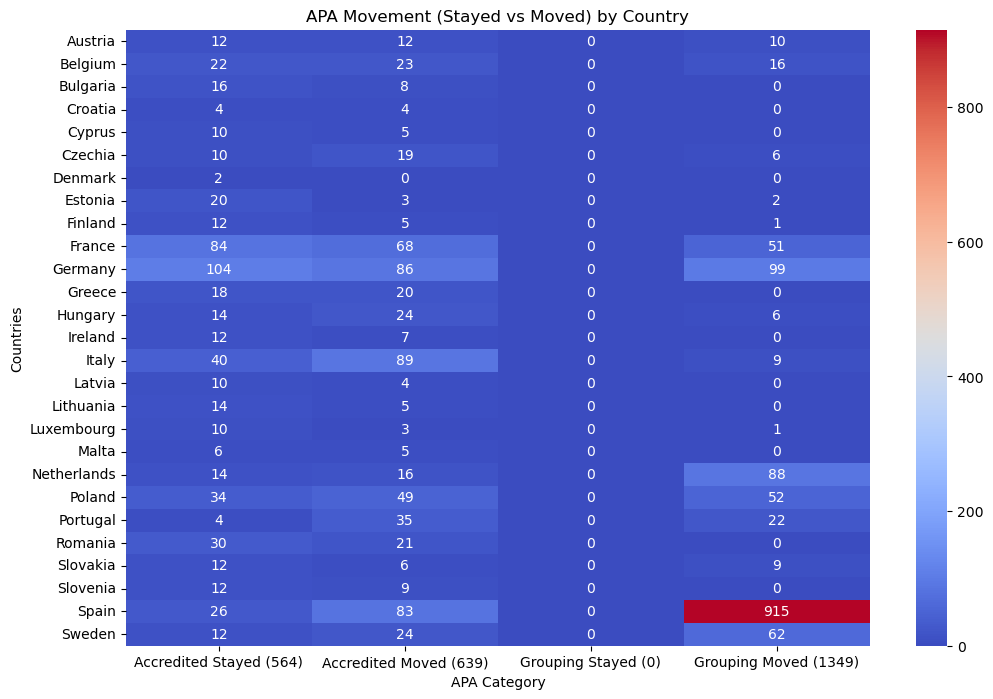 APA Movement (Stayed vs Moved) by Country
Austria 12 12 0 10
Belgium 22 23 0 16
Bulgaria 16 8 0 0
Croatia 4 4 0 0
Cyprus 10 5 0 0
Czechia 10 19 0 6
Denmark 2 0 0 0
Estonia 20 3 0 2
Finland 12 5 0 1
France 84 68 0 51
Germany 104 86 0 99
Greece 18 20 0 0
Hungary 14 24 0 6
Ireland 12 7 0 0
Italy 40 89 0 9
Latvia 10 4 0 0
Lithuania 14 5 0 0
Luxembourg 10 3 0 1
Malta 6 5 0 0
Netherlands 14 16 0 88
Poland 34 49 0 52
Portugal 4 35 0 22
Romania 30 21 0 0
Slovakia 12 6 0 9
Slovenia 12 9 0 0
Spain 26 83 0 915
Sweden 12 24 0 62
Accredited Stayed (564) Accredited Moved (639) Grouping Stayed (0) Grouping Moved (1349)
APA Category
Countries
800
600
400
200
0